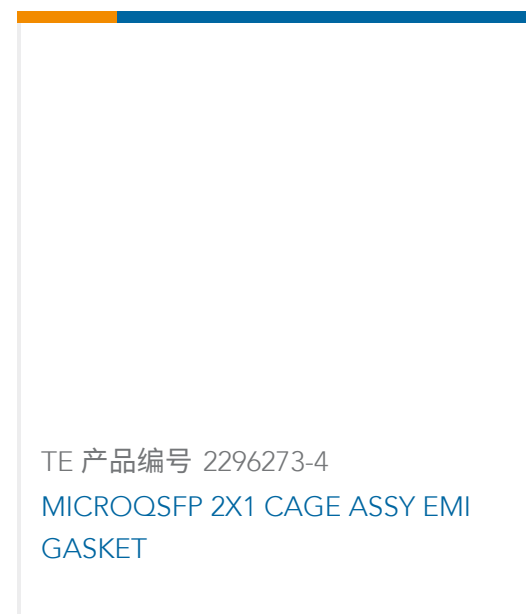 TE 产品编号 2296273-4
MICROQSFP 2X1 CAGE ASSY EMI
GASKET